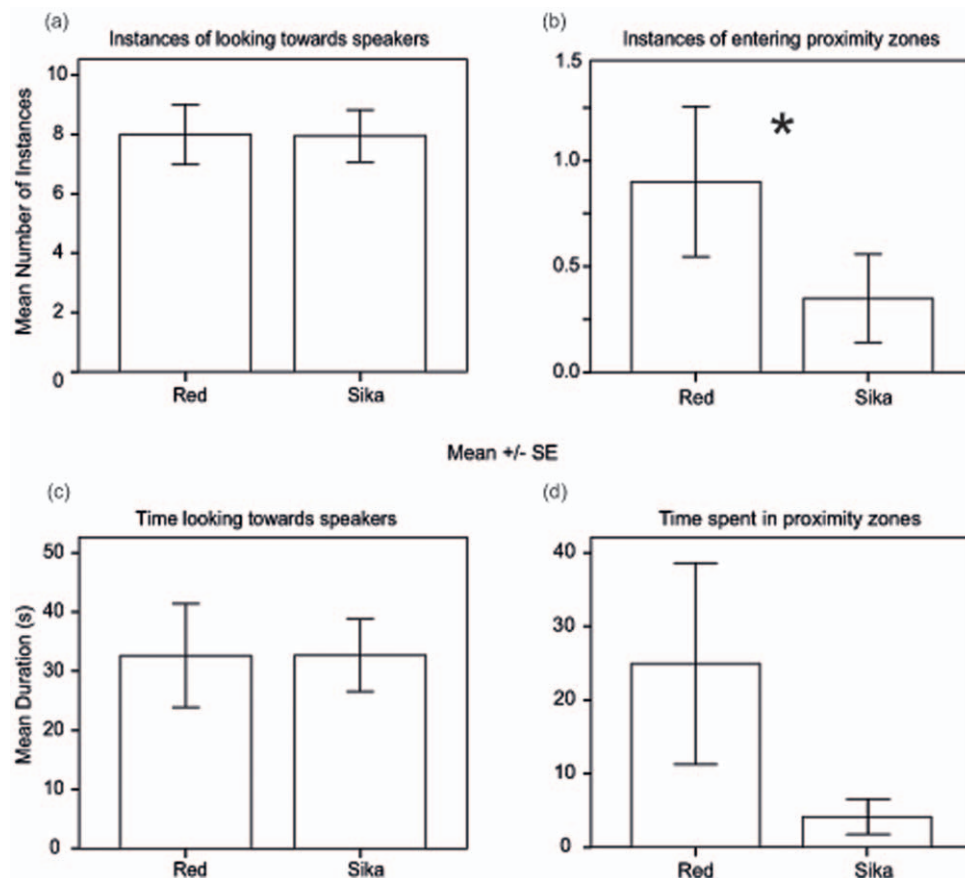 (a)
Instances of looking towards speakers
Mean Number of Instances
10
8
6
4
2
0
Red Sika
(b)
Instances of entering proximity zones
1.5
*
1.0
0.5
0.0
Red Sika
Mean +/- SE
(c)
Time looking towards speakers
Mean Duration (s)
50
40
30
20
10
0
Red Sika
(d)
Time spent in proximity zones
40
30
20
10
0
Red Sika